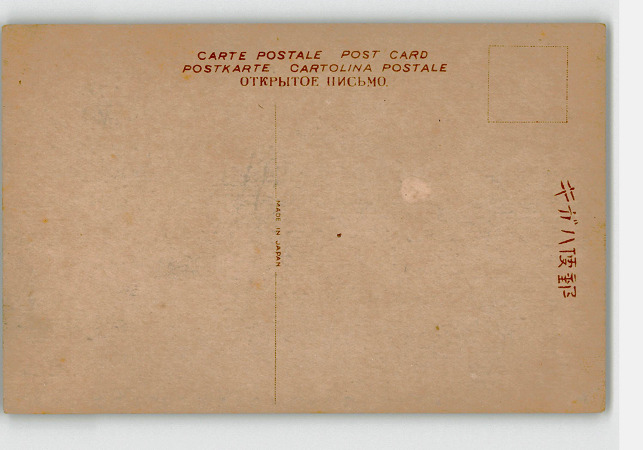 CARTE POSTALE POST CARD
POSTKARTE CARTOLINA POSTALE
ОТКРЫТОЕ ПИСЬМО.
MADE IN JAPAN
郵便ハガキ